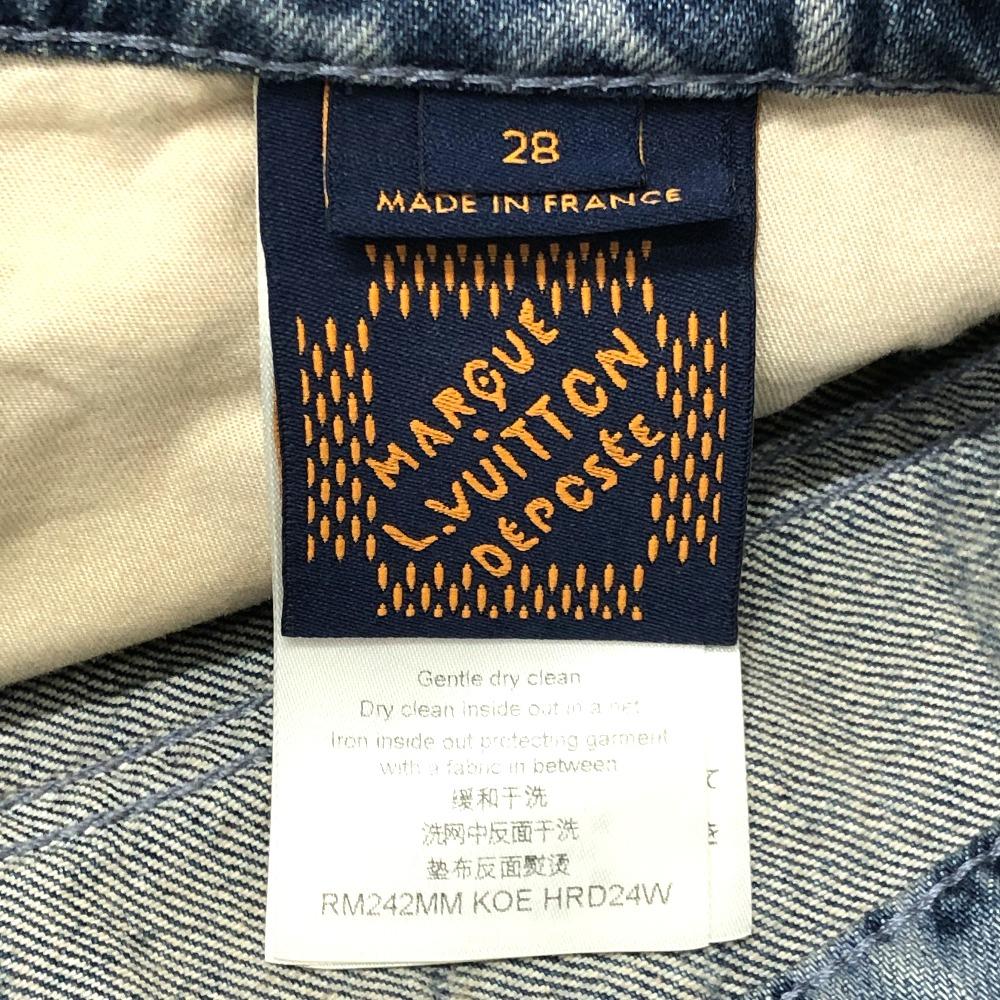 28
MADE IN FRANCE
MARQUE
L.VUiTTON
DÉPOSÉE
Gentle dry clean
Dry clean inside out in a net
Iron inside out protecting garment
with a fabric in between
缓和干洗
洗网中反面干洗
垫布反面熨烫
RM242MM KOE HRD24W
て